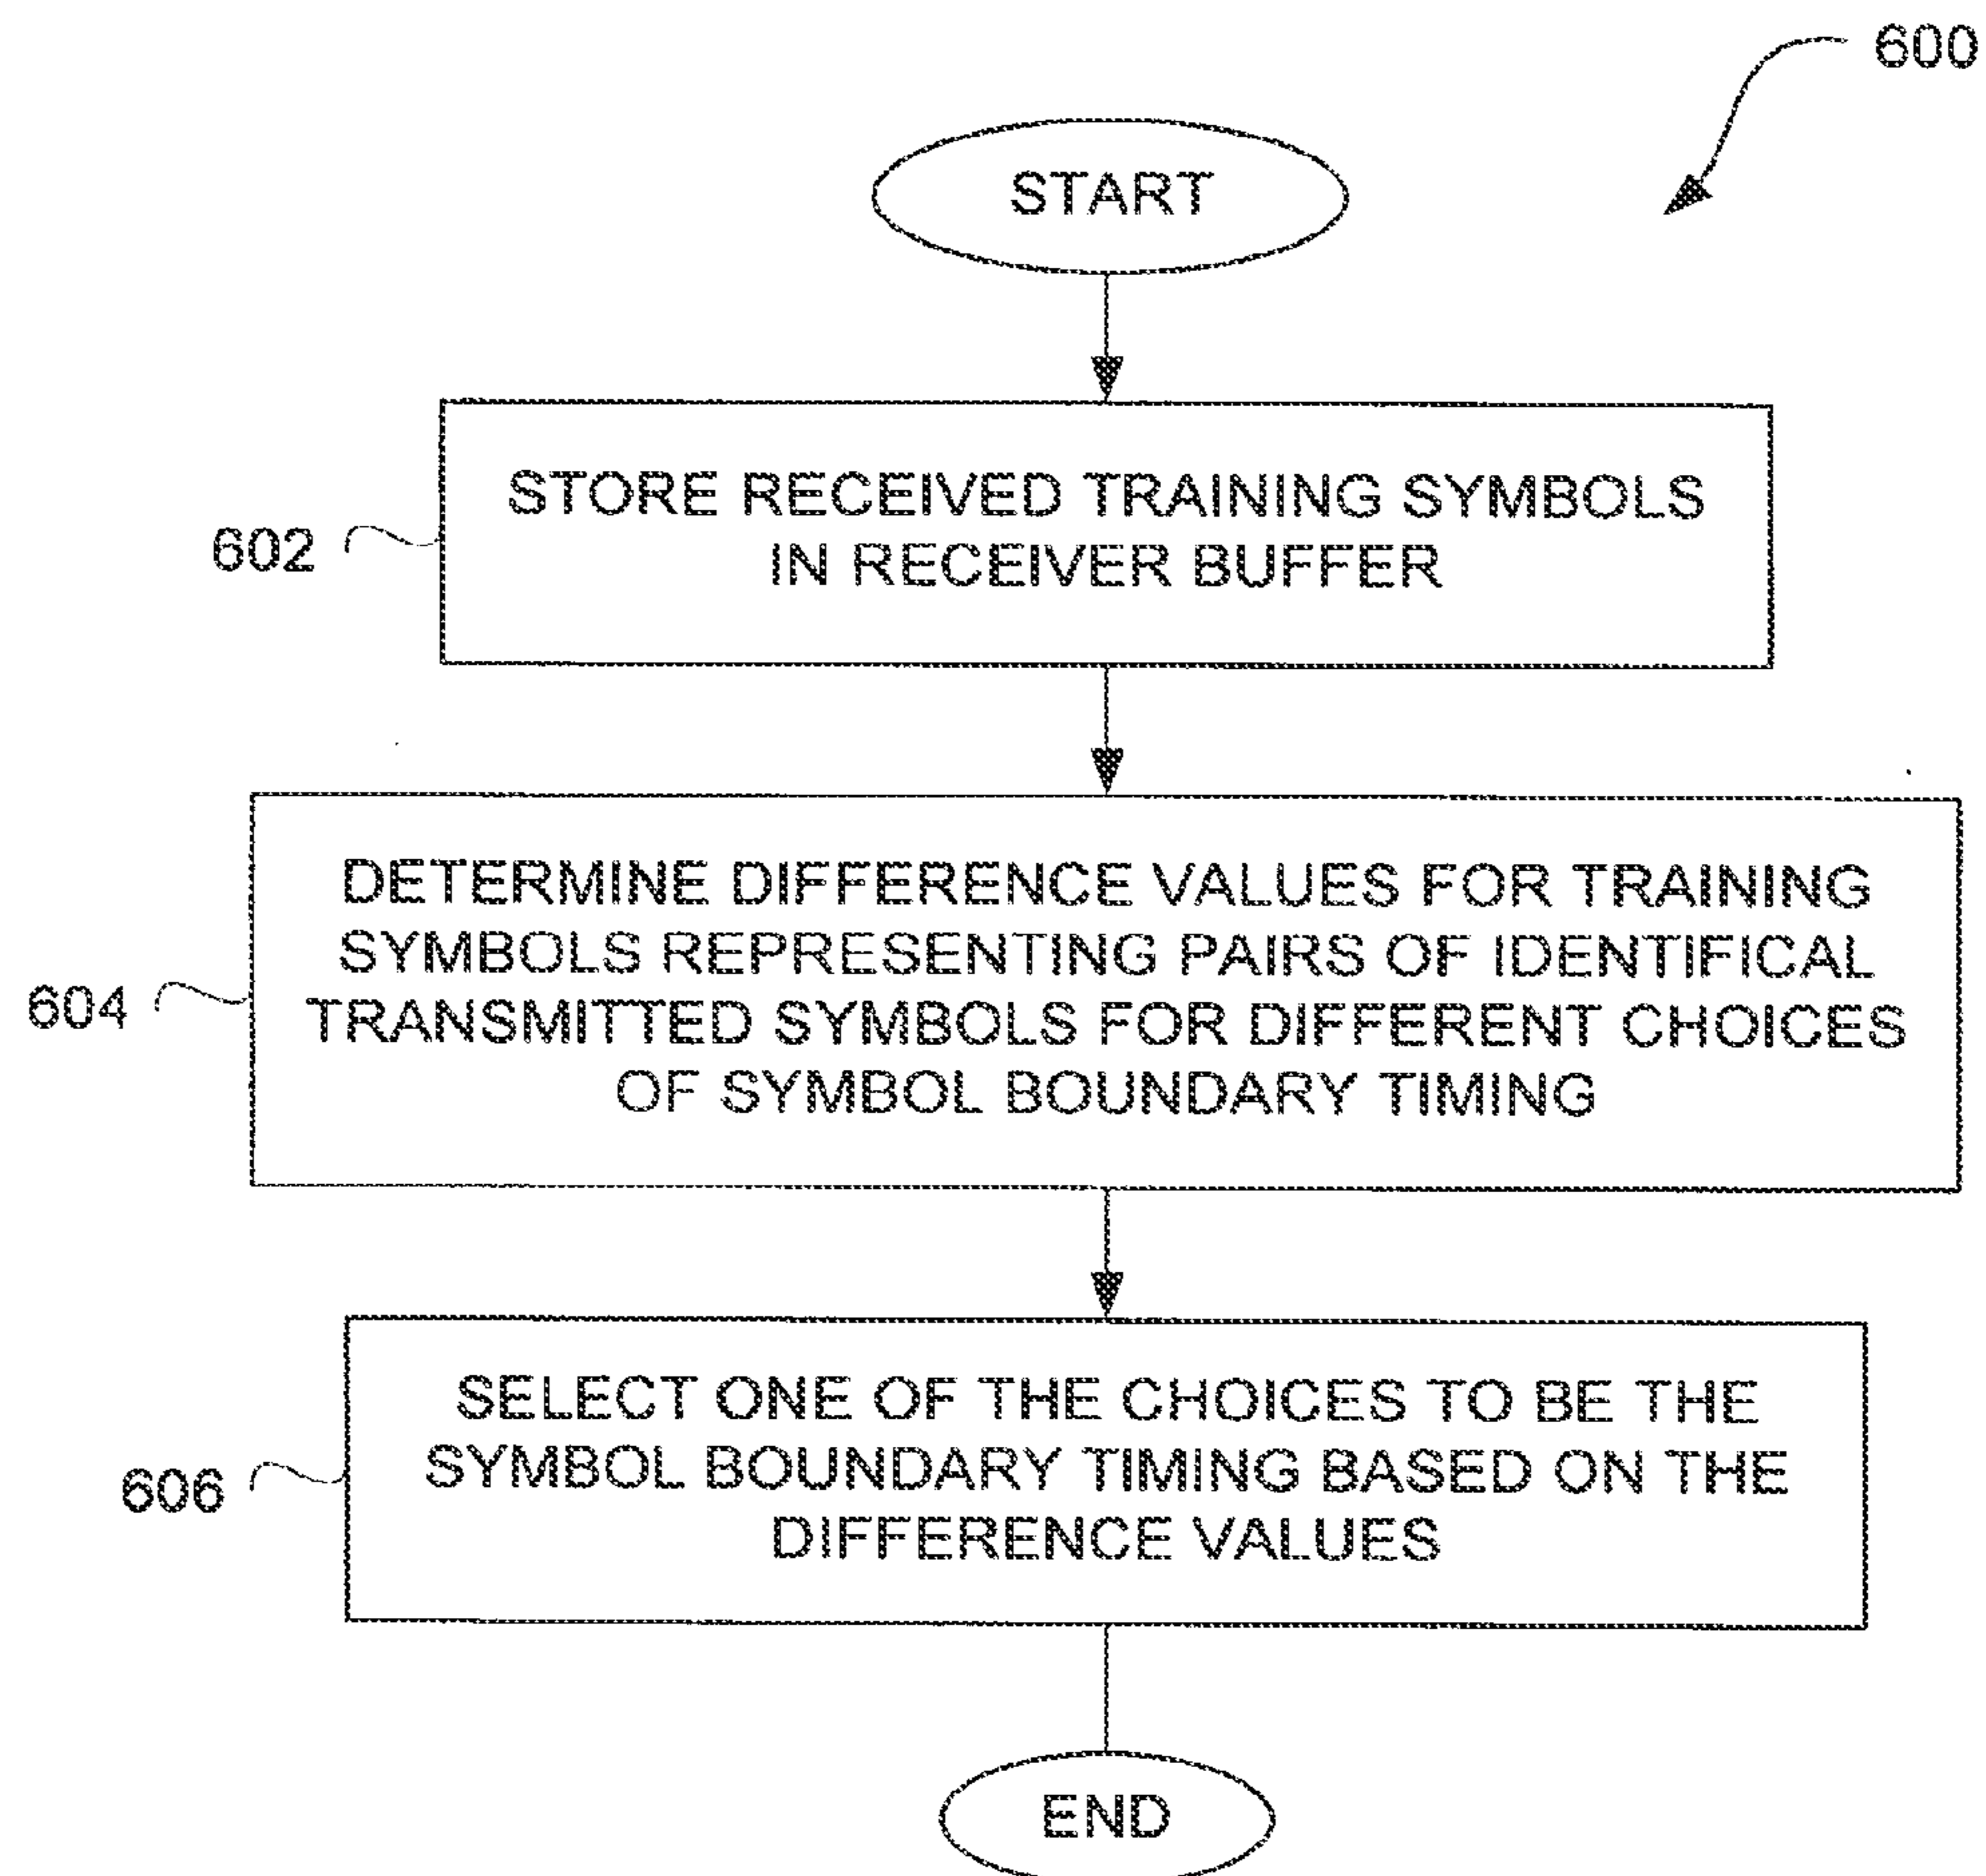 600
START
STORE RECEIVED TRAINING SYMBOLS
IN RECEIVER BUFFER
602
DETERMINE DIFFERENCE VALUES FOR TRAINING
SYMBOLS REPRESENTING PAIRS OF IDENTIFICAL
TRANSMITTED SYMBOLS FOR DIFFERENT CHOICES
OF SYMBOL BOUNDARY TIMING
604
SELECT ONE OF THE CHOICES TO BE THE
SYMBOL BOUNDARY TIMING BASED ON THE
DIFFERENCE VALUES
606
END